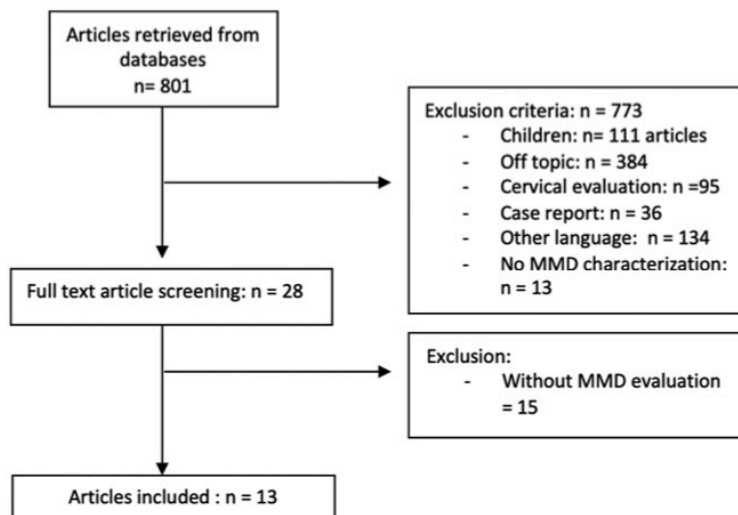 Articles retrieved from
databases
n= 801
Exclusion criteria: n = 773
- Children: n= 111 articles
- Off topic: n = 384
- Cervical evaluation: n =95
- Case report: n = 36
- Other language: n = 134
- No MMD characterization:
n = 13
Full text article screening: n = 28
Exclusion:
- Without MMD evaluation
= 15
Articles included : n = 13